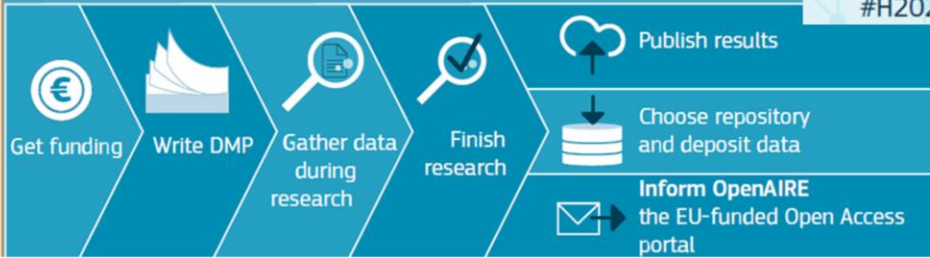 #H202
Get funding
Write DMP
Gather data
during
research
Finish
research
Publish results
Choose repository
and deposit data
Inform OpenAIRE
the EU-funded Open Access
portal